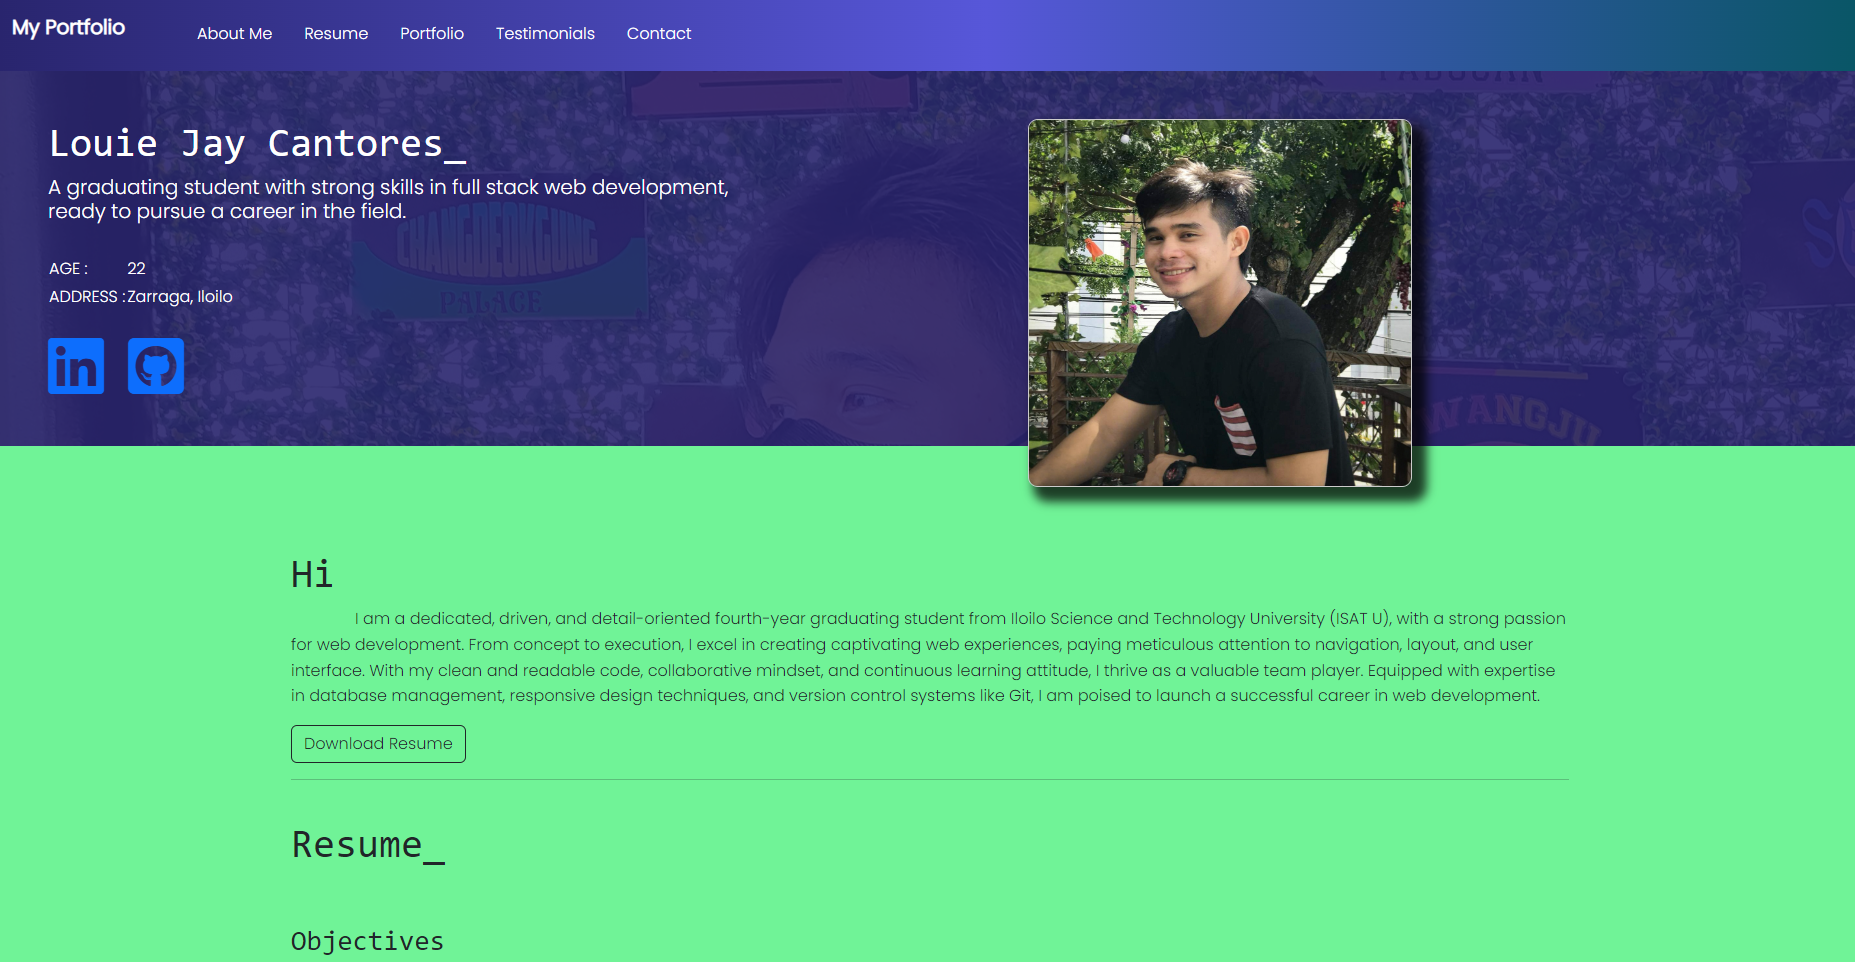 My Portfolio
About Me
Resume
Portfolio
Testimonials
Contact
Louie Jay Cantores_
A graduating student with strong skills in full stack web development,
ready to pursue a career in the field.
AGE : 22
ADDRESS : Zarraga, Iloilo
in
CHANGDEOKGUNG
PALACE
KWANGJU
Hi
I am a dedicated, driven, and detail-oriented fourth-year graduating student from Iloilo Science and Technology University (ISAT U), with a strong passion
for web development. From concept to execution, I excel in creating captivating web experiences, paying meticulous attention to navigation, layout, and user
interface. With my clean and readable code, collaborative mindset, and continuous learning attitude, I thrive as a valuable team player. Equipped with expertise
in database management, responsive design techniques, and version control systems like Git, I am poised to launch a successful career in web development.
Download Resume
Resume_
Objectives